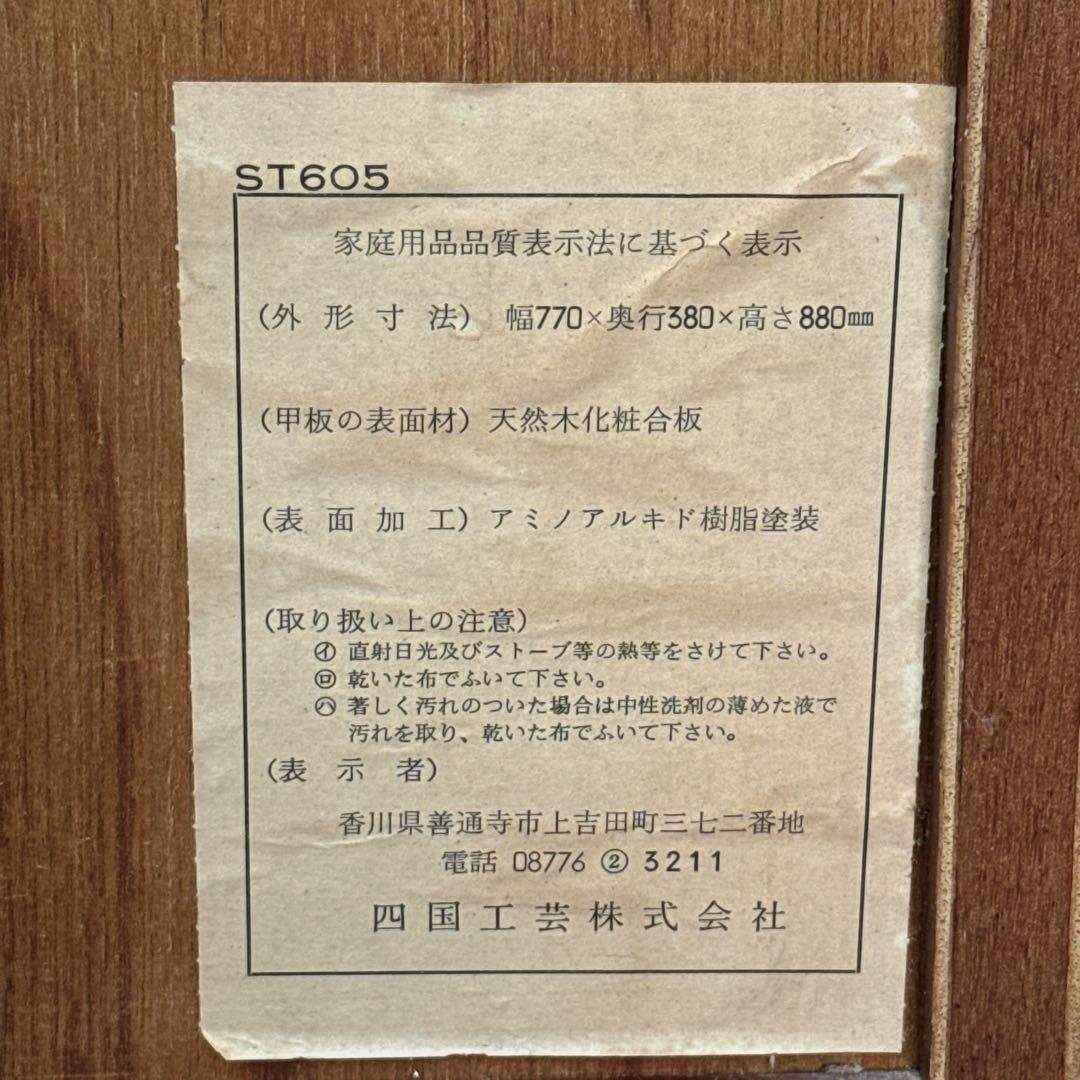 ST605
家庭用品品質表示法に基づく表示
(外形寸法) 幅770×奥行380×高さ880㎜
(甲板の表面材) 天然木化粧合板
(表面加工) アミノアルキド樹脂塗装
(取り扱い上の注意)
㋑ 直射日光及びストーブ等の熱等をさけて下さい。
㋺ 乾いた布でふいて下さい。
㋩ 著しく汚れのついた場合は中性洗剤の薄めた液で
汚れを取り、乾いた布でふいて下さい。
(表示者)
香川県善通寺市上吉田町三七二番地
電話 08776 ② 3211
四国工芸株式会社